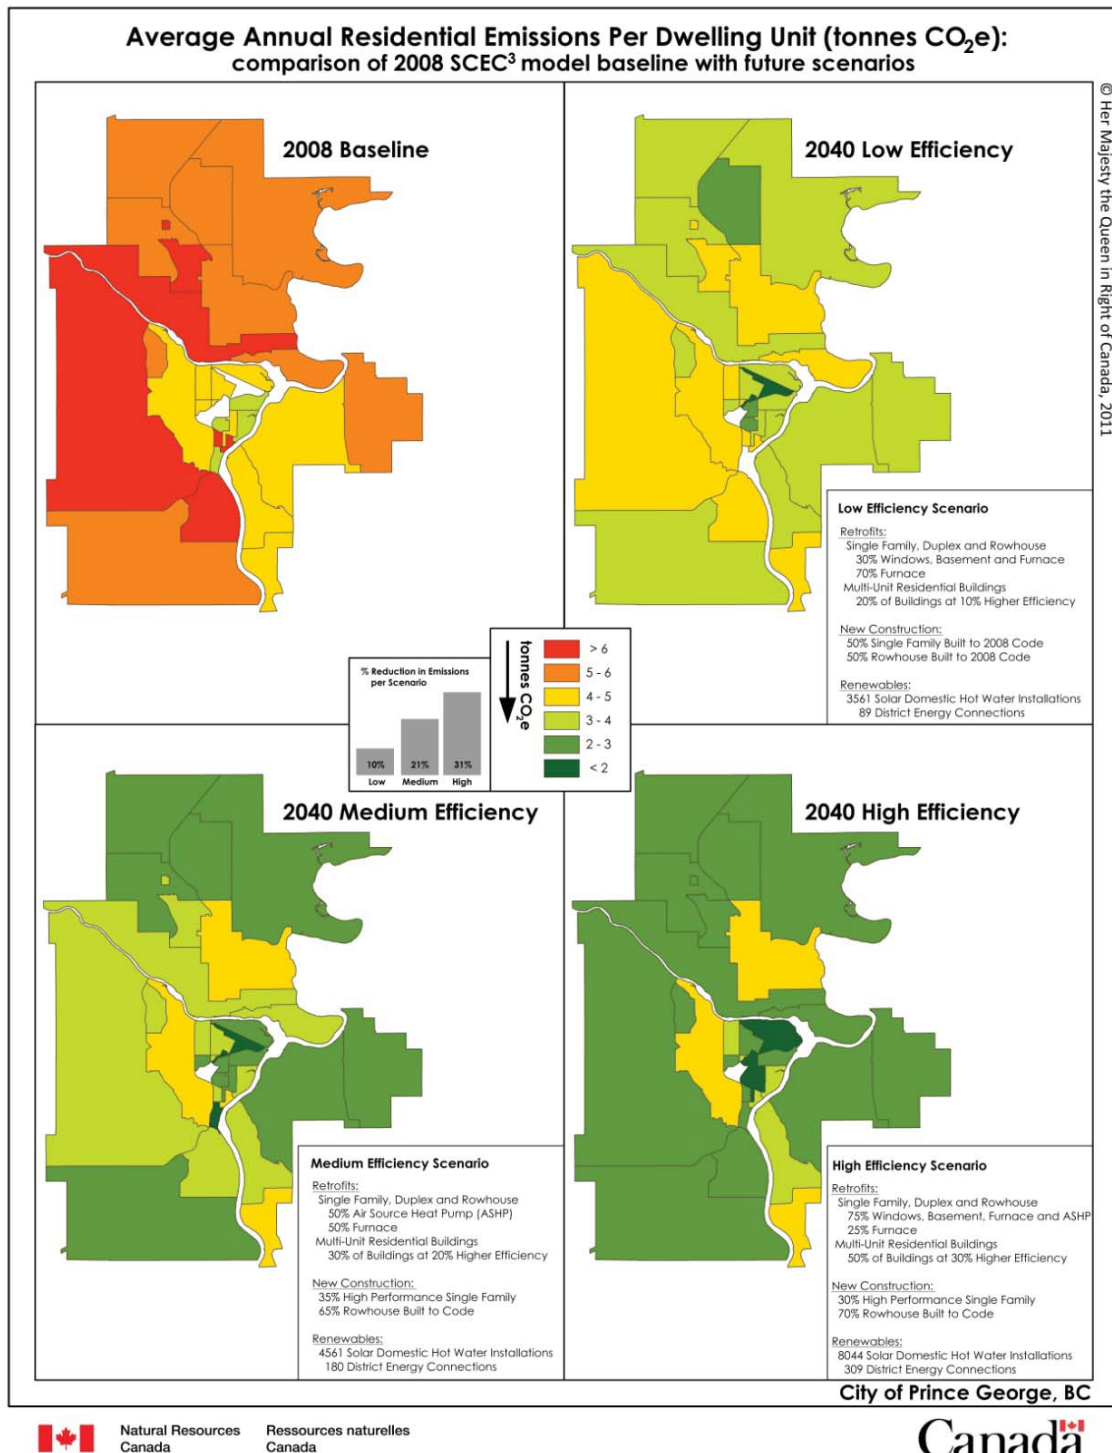 Average Annual Residential Emissions Per Dwelling Unit (tonnes CO₂e):
comparison of 2008 SCEC³ model baseline with future scenarios
© Her Majesty the Queen in Right of Canada, 2011
2008 Baseline
2040 Low Efficiency
Low Efficiency Scenario
Retrofits:
Single Family, Duplex and Rowhouse
30% Windows, Basement and Furnace
70% Furnace
Multi-Unit Residential Buildings
20% of Buildings at 10% Higher Efficiency
New Construction:
50% Single Family Built to 2008 Code
50% Rowhouse Built to 2008 Code
Renewables:
3561 Solar Domestic Hot Water Installations
89 District Energy Connections
% Reduction in Emissions
per Scenario
10%
21%
31%
Low
Medium
High
tonnes CO₂e
> 6
5 - 6
4 - 5
3 - 4
2 - 3
< 2
2040 Medium Efficiency
2040 High Efficiency
Medium Efficiency Scenario
Retrofits:
Single Family, Duplex and Rowhouse
50% Air Source Heat Pump (ASHP)
50% Furnace
Multi-Unit Residential Buildings
30% of Buildings at 20% Higher Efficiency
New Construction:
35% High Performance Single Family
65% Rowhouse Built to Code
Renewables:
4561 Solar Domestic Hot Water Installations
180 District Energy Connections
High Efficiency Scenario
Retrofits:
Single Family, Duplex and Rowhouse
75% Windows, Basement, Furnace and ASHP
25% Furnace
Multi-Unit Residential Buildings
50% of Buildings at 30% Higher Efficiency
New Construction:
30% High Performance Single Family
70% Rowhouse Built to Code
Renewables:
8044 Solar Domestic Hot Water Installations
309 District Energy Connections
City of Prince George, BC
Natural Resources
Canada
Ressources naturelles
Canada
Canada